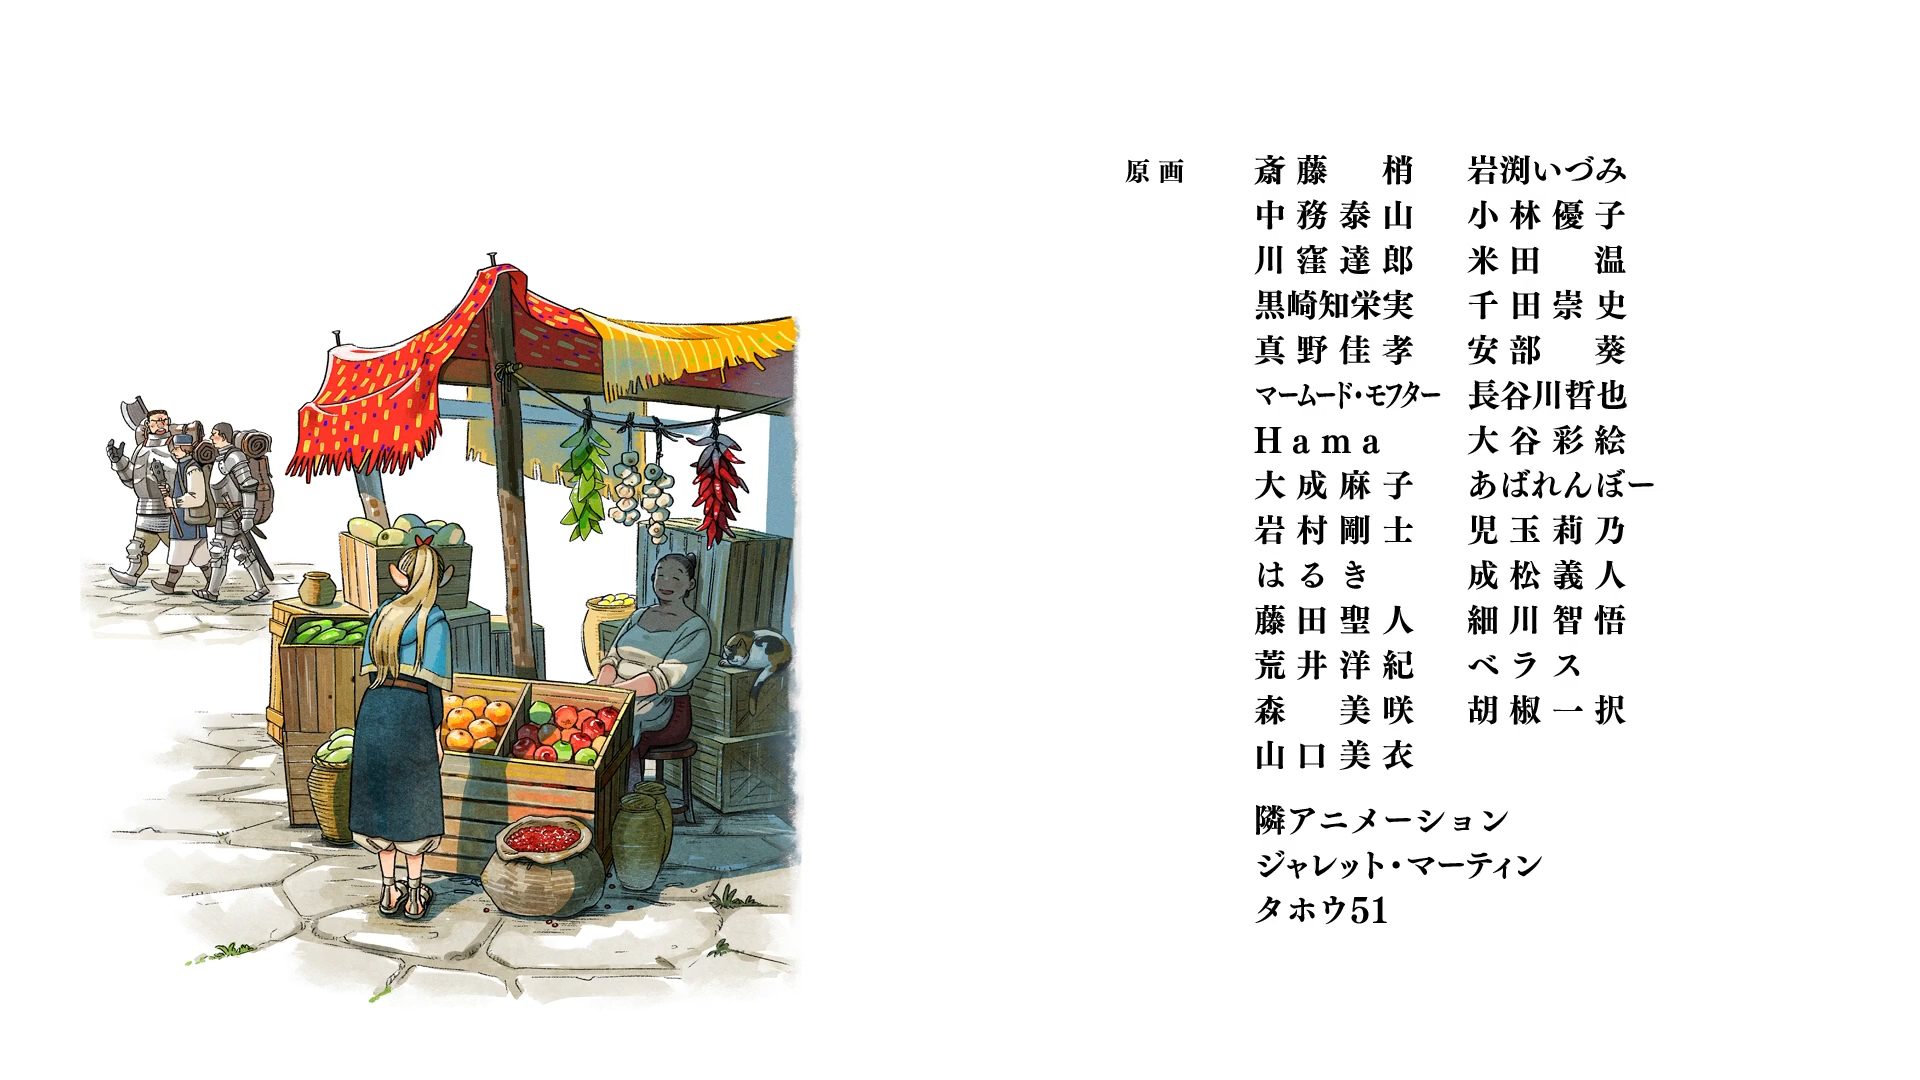 原画 斎藤 梢 岩渕いづみ
中務泰山 小林優子
川窪達郎 米田 温
黒崎知栄実 千田崇史
真野佳孝 安部 葵
マームード・モフター 長谷川哲也
Hama 大谷彩絵
大成麻子 あばれんぼー
岩村剛士 児玉莉乃
はるき 成松義人
藤田聖人 細川智悟
荒井洋紀 ベラス
森 美咲 胡椒一択
山口美衣
隣アニメーション
ジャレット・マーティン
タホウ51